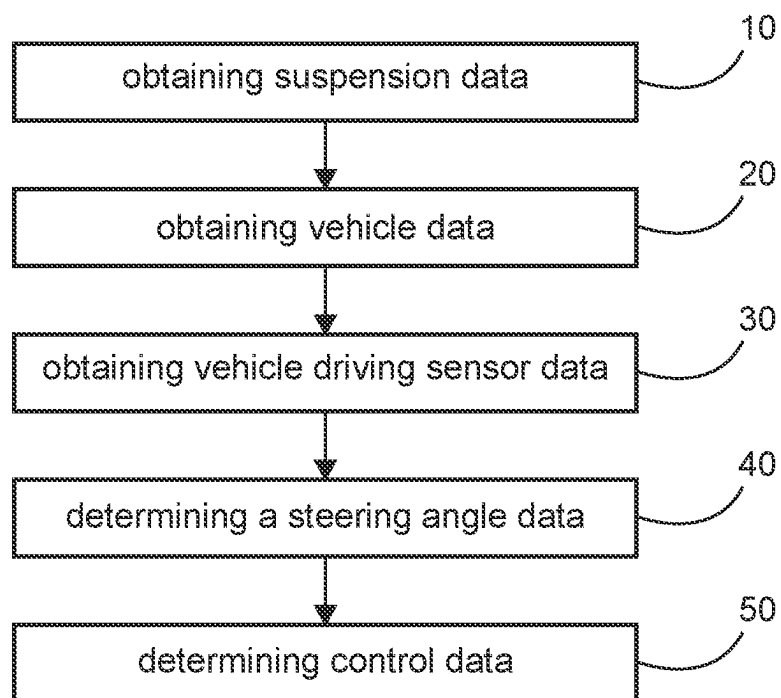 10
obtaining suspension data
20
obtaining vehicle data
30
obtaining vehicle driving sensor data
40
determining a steering angle data
50
determining control data